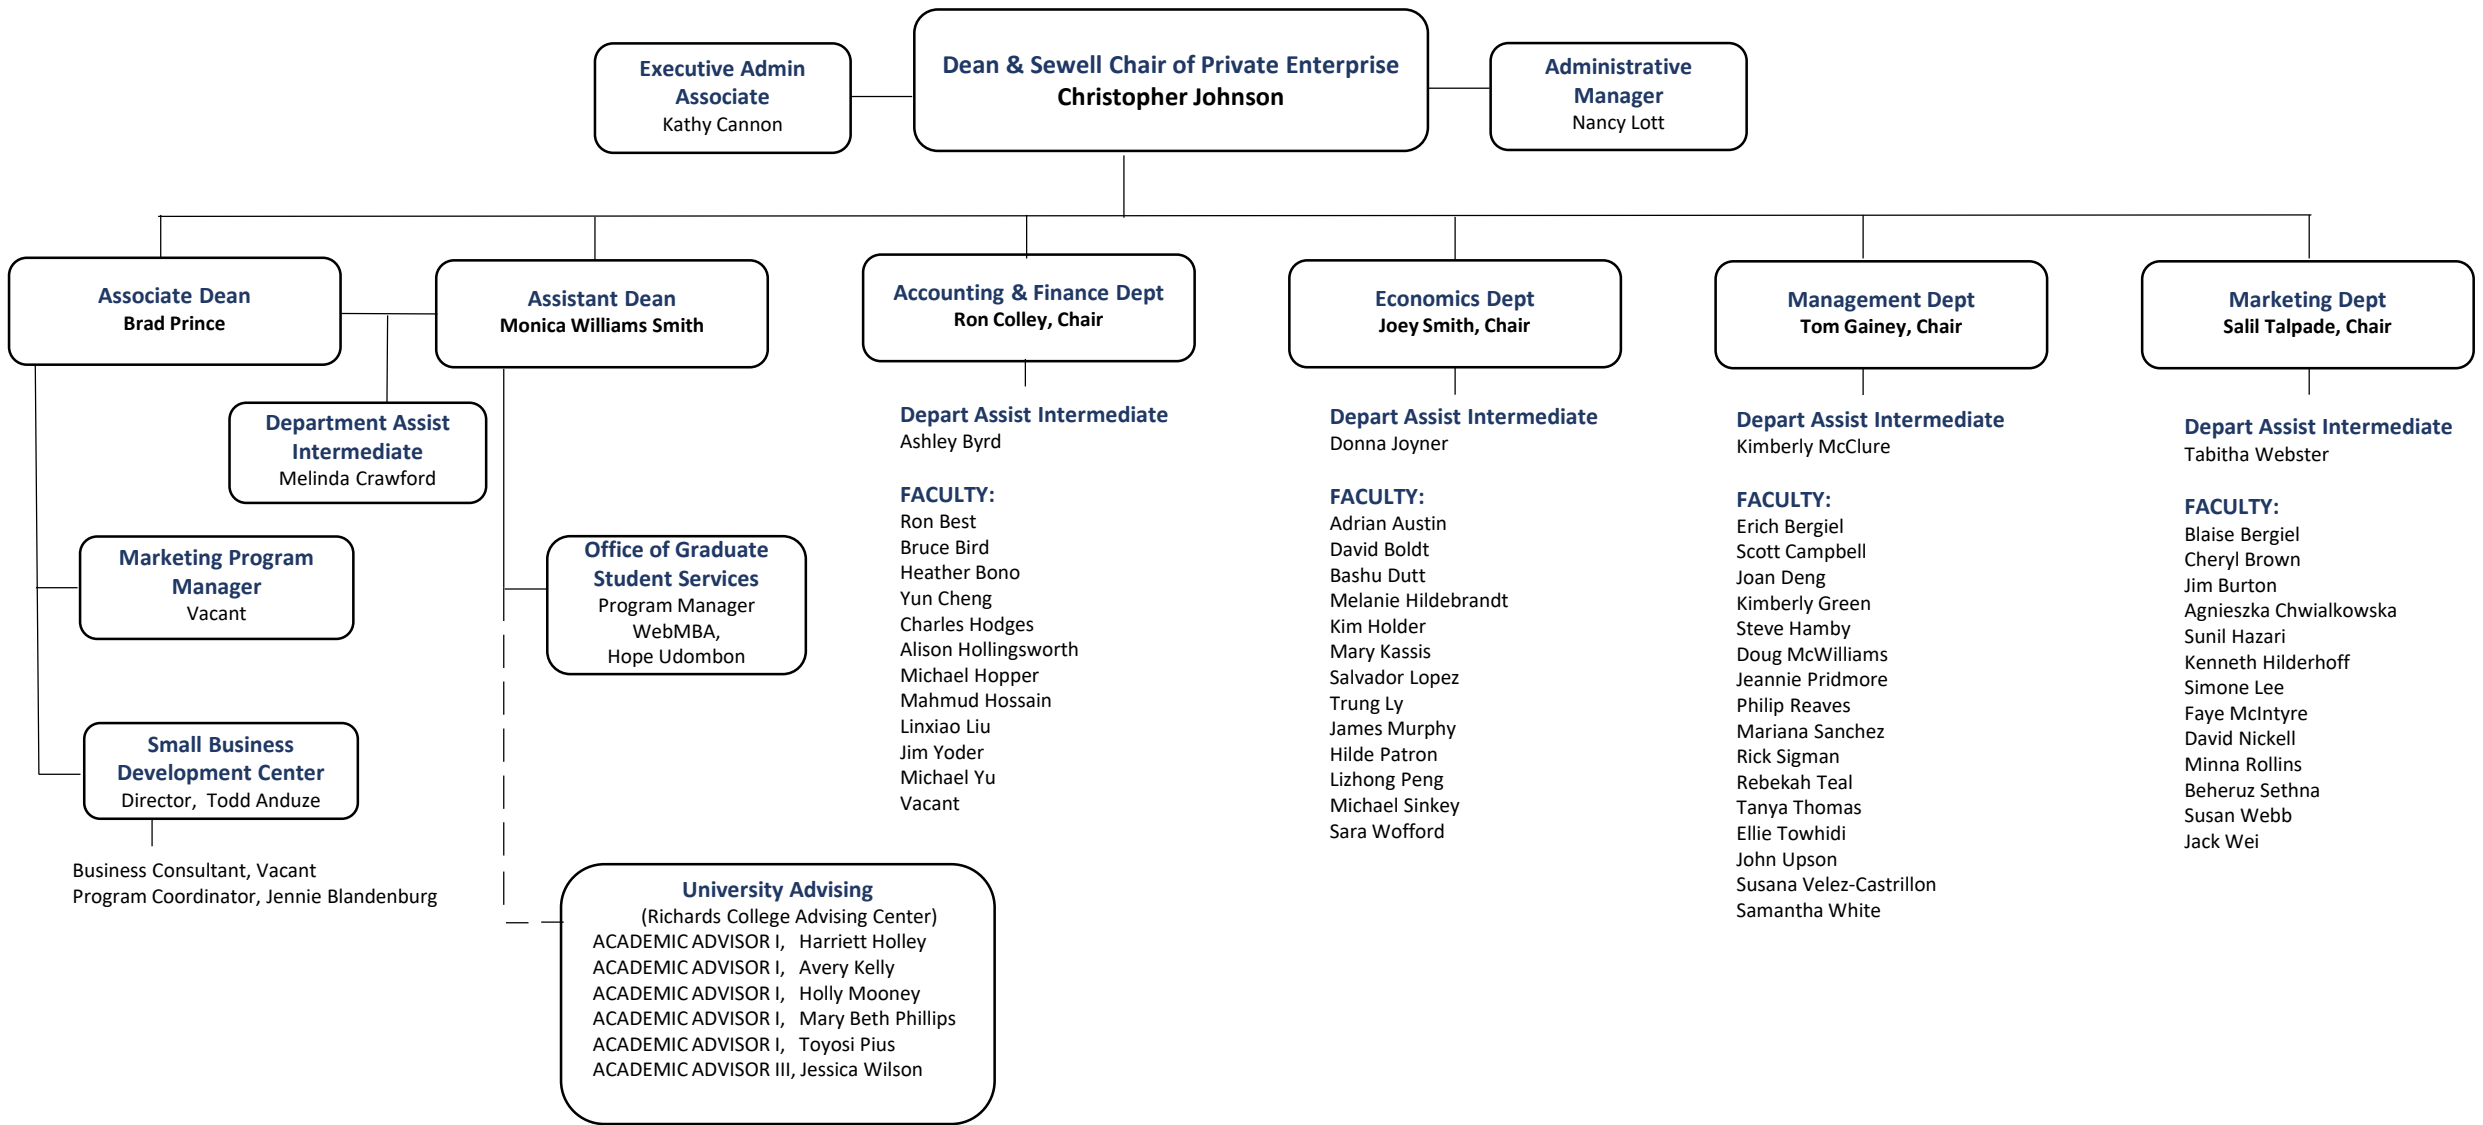 Dean & Sewell Chair of Private Enterprise
Christopher Johnson
Executive Admin
Associate
Kathy Cannon
Administrative
Manager
Nancy Lott
Associate Dean
Brad Prince
Assistant Dean
Monica Williams Smith
Accounting & Finance Dept
Ron Colley, Chair
Economics Dept
Joey Smith, Chair
Management Dept
Tom Gainey, Chair
Marketing Dept
Salil Talpade, Chair
Department Assist
Intermediate
Melinda Crawford
Marketing Program
Manager
Vacant
Small Business
Development Center
Director, Todd Anduze
Business Consultant, Vacant
Program Coordinator, Jennie Blandenburg
Office of Graduate
Student Services
Program Manager
WebMBA,
Hope Udombon
University Advising
(Richards College Advising Center)
ACADEMIC ADVISOR I, Harriett Holley
ACADEMIC ADVISOR I, Avery Kelly
ACADEMIC ADVISOR I, Holly Mooney
ACADEMIC ADVISOR I, Mary Beth Phillips
ACADEMIC ADVISOR I, Toyosi Pius
ACADEMIC ADVISOR III, Jessica Wilson
Depart Assist Intermediate
Ashley Byrd
FACULTY:
Ron Best
Bruce Bird
Heather Bono
Yun Cheng
Charles Hodges
Alison Hollingsworth
Michael Hopper
Mahmud Hossain
Linxiao Liu
Jim Yoder
Michael Yu
Vacant
Depart Assist Intermediate
Donna Joyner
FACULTY:
Adrian Austin
David Boldt
Bashu Dutt
Melanie Hildebrandt
Kim Holder
Mary Kassis
Salvador Lopez
Trung Ly
James Murphy
Hilde Patron
Lizhong Peng
Michael Sinkey
Sara Wofford
Depart Assist Intermediate
Kimberly McClure
FACULTY:
Erich Bergiel
Scott Campbell
Joan Deng
Kimberly Green
Steve Hamby
Doug McWilliams
Jeannie Pridmore
Philip Reaves
Mariana Sanchez
Rick Sigman
Rebekah Teal
Tanya Thomas
Ellie Towhidi
John Upson
Susana Velez-Castrillon
Samantha White
Depart Assist Intermediate
Tabitha Webster
FACULTY:
Blaise Bergiel
Cheryl Brown
Jim Burton
Agnieszka Chwialkowska
Sunil Hazari
Kenneth Hilderhoff
Simone Lee
Faye McIntyre
David Nickell
Minna Rollins
Beheruz Sethna
Susan Webb
Jack Wei